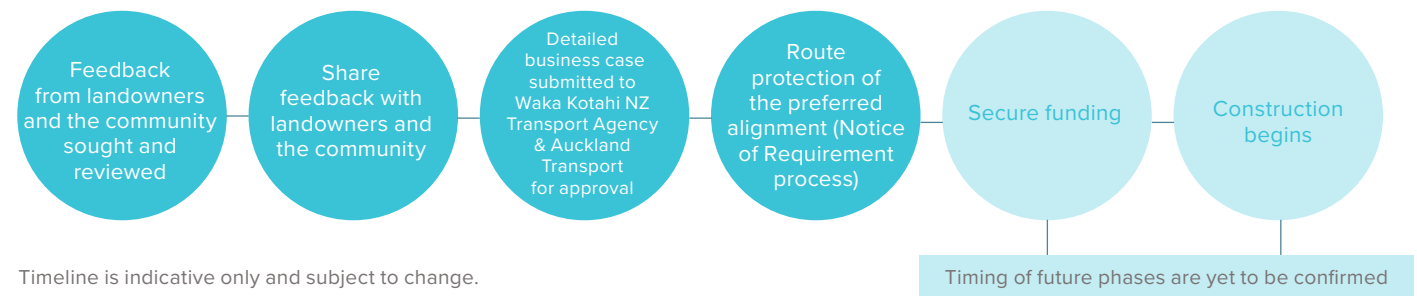 Feedback
from landowners
and the community
sought and
reviewed
Share
feedback with
landowners and
the community
Detailed
business case
submitted to
Waka Kotahi NZ
Transport Agency
& Auckland
Transport
for approval
Route
protection of
the preferred
alignment (Notice
of Requirement
process)
Secure funding
Construction
begins
Timeline is indicative only and subject to change.
Timing of future phases are yet to be confirmed